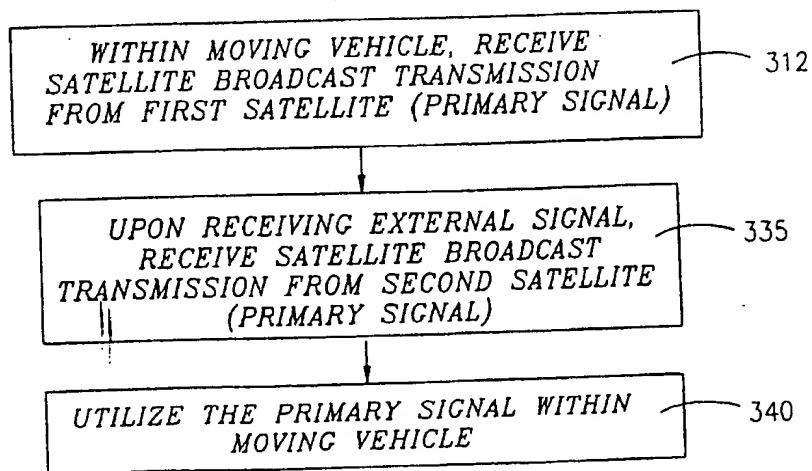 WITHIN MOVING VEHICLE, RECEIVE
SATELLITE BROADCAST TRANSMISSION
FROM FIRST SATELLITE (PRIMARY SIGNAL)
312
UPON RECEIVING EXTERNAL SIGNAL,
RECEIVE SATELLITE BROADCAST
TRANSMISSION FROM SECOND SATELLITE
(PRIMARY SIGNAL)
335
UTILIZE THE PRIMARY SIGNAL WITHIN
MOVING VEHICLE
340